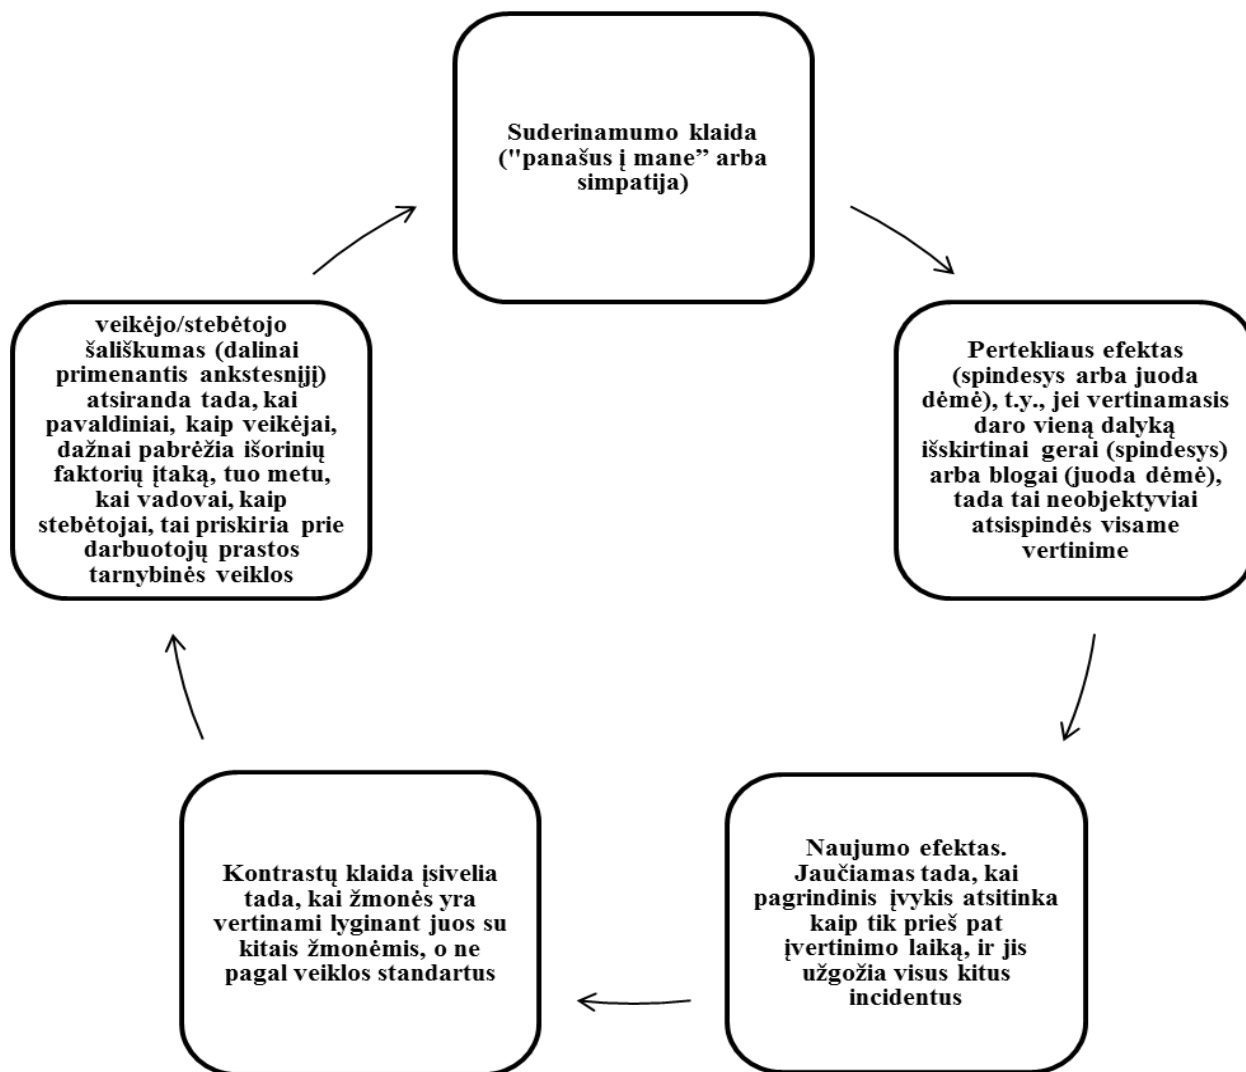 Suderinamumo klaida
("panašus į mane” arba
simpatija)
Pertekliaus efektas
(spindesys arba juoda
dėmė), t.y., jei vertinamasis
daro vieną dalyką
išskirtinai gerai (spindesys)
arba blogai (juoda dėmė),
tada tai neobjektyviai
atsispindės visame
vertinime
Naujumo efektas.
Jaučiamas tada, kai
pagrindinis įvykis atsitinka
kaip tik prieš pat
įvertinimo laiką, ir jis
užgožia visus kitus
incidentus
Kontrastų klaida įsivelia
tada, kai žmonės yra
vertinami lyginant juos su
kitais žmonėmis, o ne
pagal veiklos standartus
veikėjo/stebėtojo
šališkumas (dalinai
primenantis ankstesnįjį)
atsiranda tada, kai
pavaldiniai, kaip veikėjai,
dažnai pabrėžia išorinių
faktorių įtaką, tuo metu,
kai vadovai, kaip
stebėtojai, tai priskiria prie
darbuotojų prastos
tarnybinės veiklos